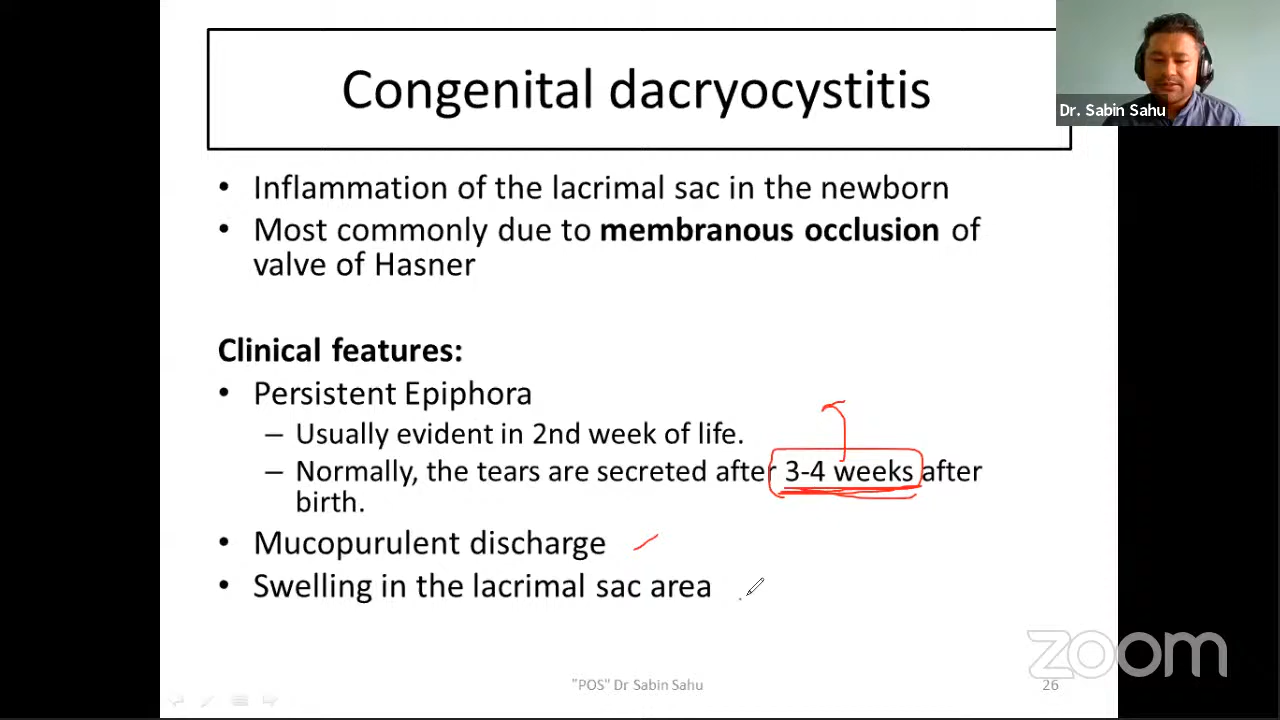 Congenital dacryocystitis
Dr. Sabin Sahu
• Inflammation of the lacrimal sac in the newborn
• Most commonly due to membranous occlusion of
valve of Hasner
Clinical features:
• Persistent Epiphora
– Usually evident in 2nd week of life.
– Normally, the tears are secreted after 3-4 weeks after
birth.
• Mucopurulent discharge
• Swelling in the lacrimal sac area
zoom
"POS" Dr Sabin Sahu
26